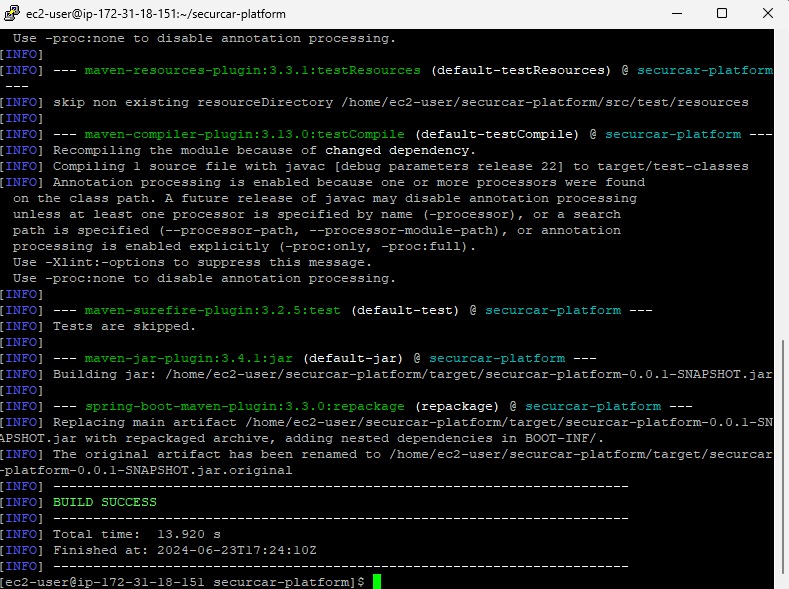 ec2-user@ip-172-31-18-151:~/securcar-platform
  Use -proc:none to disable annotation processing.
[INFO]
[INFO] --- maven-resources-plugin:3.3.1:testResources (default-testResources) @ securcar-platform
 ---
[INFO] skip non existing resourceDirectory /home/ec2-user/securcar-platform/src/test/resources
[INFO]
[INFO] --- maven-compiler-plugin:3.13.0:testCompile (default-testCompile) @ securcar-platform ---
[INFO] Recompiling the module because of changed dependency.
[INFO] Compiling 1 source file with javac [debug parameters release 22] to target/test-classes
[INFO] Annotation processing is enabled because one or more processors were found
  on the class path. A future release of javac may disable annotation processing
  unless at least one processor is specified by name (-processor), or a search
  path is specified (--processor-path, --processor-module-path), or annotation
  processing is enabled explicitly (-proc:only, -proc:full).
  Use -Xlint:-options to suppress this message.
  Use -proc:none to disable annotation processing.
[INFO]
[INFO] --- maven-surefire-plugin:3.2.5:test (default-test) @ securcar-platform ---
[INFO] Tests are skipped.
[INFO]
[INFO] --- maven-jar-plugin:3.4.1:jar (default-jar) @ securcar-platform ---
[INFO] Building jar: /home/ec2-user/securcar-platform/target/securcar-platform-0.0.1-SNAPSHOT.jar
[INFO]
[INFO] --- spring-boot-maven-plugin:3.3.0:repackage (repackage) @ securcar-platform ---
[INFO] Replacing main artifact /home/ec2-user/securcar-platform/target/securcar-platform-0.0.1-SN
APSHOT.jar with repackaged archive, adding nested dependencies in BOOT-INF/.
[INFO] The original artifact has been renamed to /home/ec2-user/securcar-platform/target/securcar
-platform-0.0.1-SNAPSHOT.jar.original
[INFO] ------------------------------------------------------------------------
[INFO] BUILD SUCCESS
[INFO] ------------------------------------------------------------------------
[INFO] Total time:  13.920 s
[INFO] Finished at: 2024-06-23T17:24:10Z
[INFO] ------------------------------------------------------------------------
[ec2-user@ip-172-31-18-151 securcar-platform]$